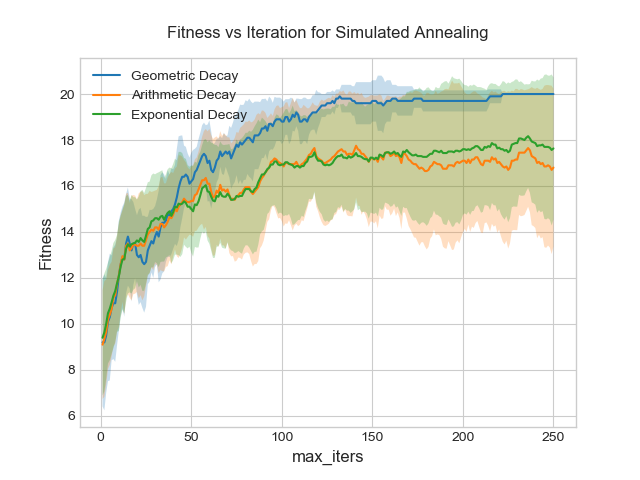 Fitness vs Iteration for Simulated Annealing
Geometric Decay
Arithmetic Decay
Exponential Decay
20
18
16
14
12
10
8
6
Fitness
0
50
100
150
200
250
max_iters